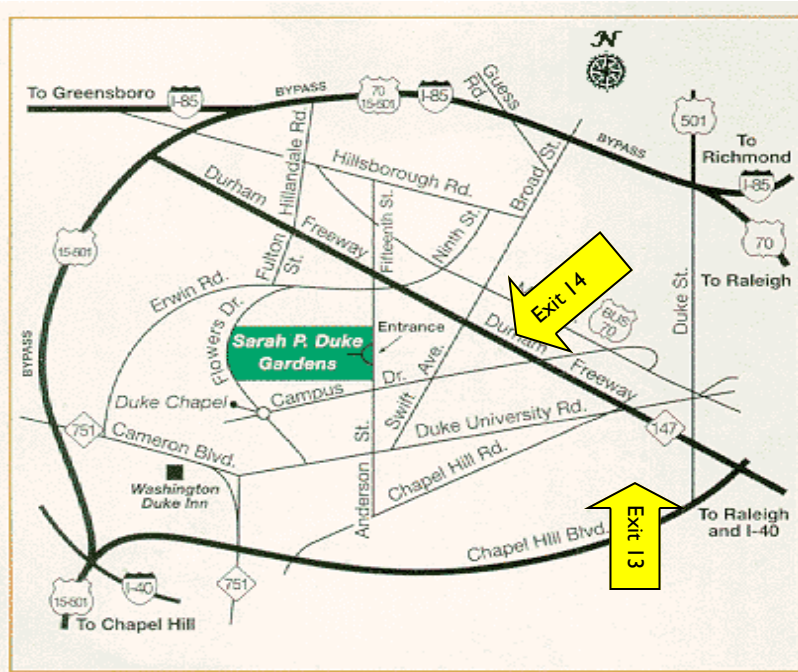 N
To Greensboro
I-85
BYPASS
70
15-501
I-85
Guess
Rd.
BYPASS
501
To
Richmond
I-85
70
To Raleigh
Hillandale Rd.
Hillsborough Rd.
Broad St.
Durham
Freeway
Fifteenth St.
Ninth St.
15-501
Fulton
St.
Erwin Rd.
Flowers Dr.
Exit 14
Duke St.
BUS
70
Sarah P. Duke
Gardens
Entrance
Durham
Freeway
BYPASS
Duke Chapel
Campus
Dr.
Swift
Ave.
Duke University Rd.
751
Cameron Blvd.
147
Washington
Duke Inn
Anderson
St.
Chapel Hill Rd.
Exit 13
To Raleigh
and I-40
Chapel Hill Blvd.
I-40
15-501
751
To Chapel Hill